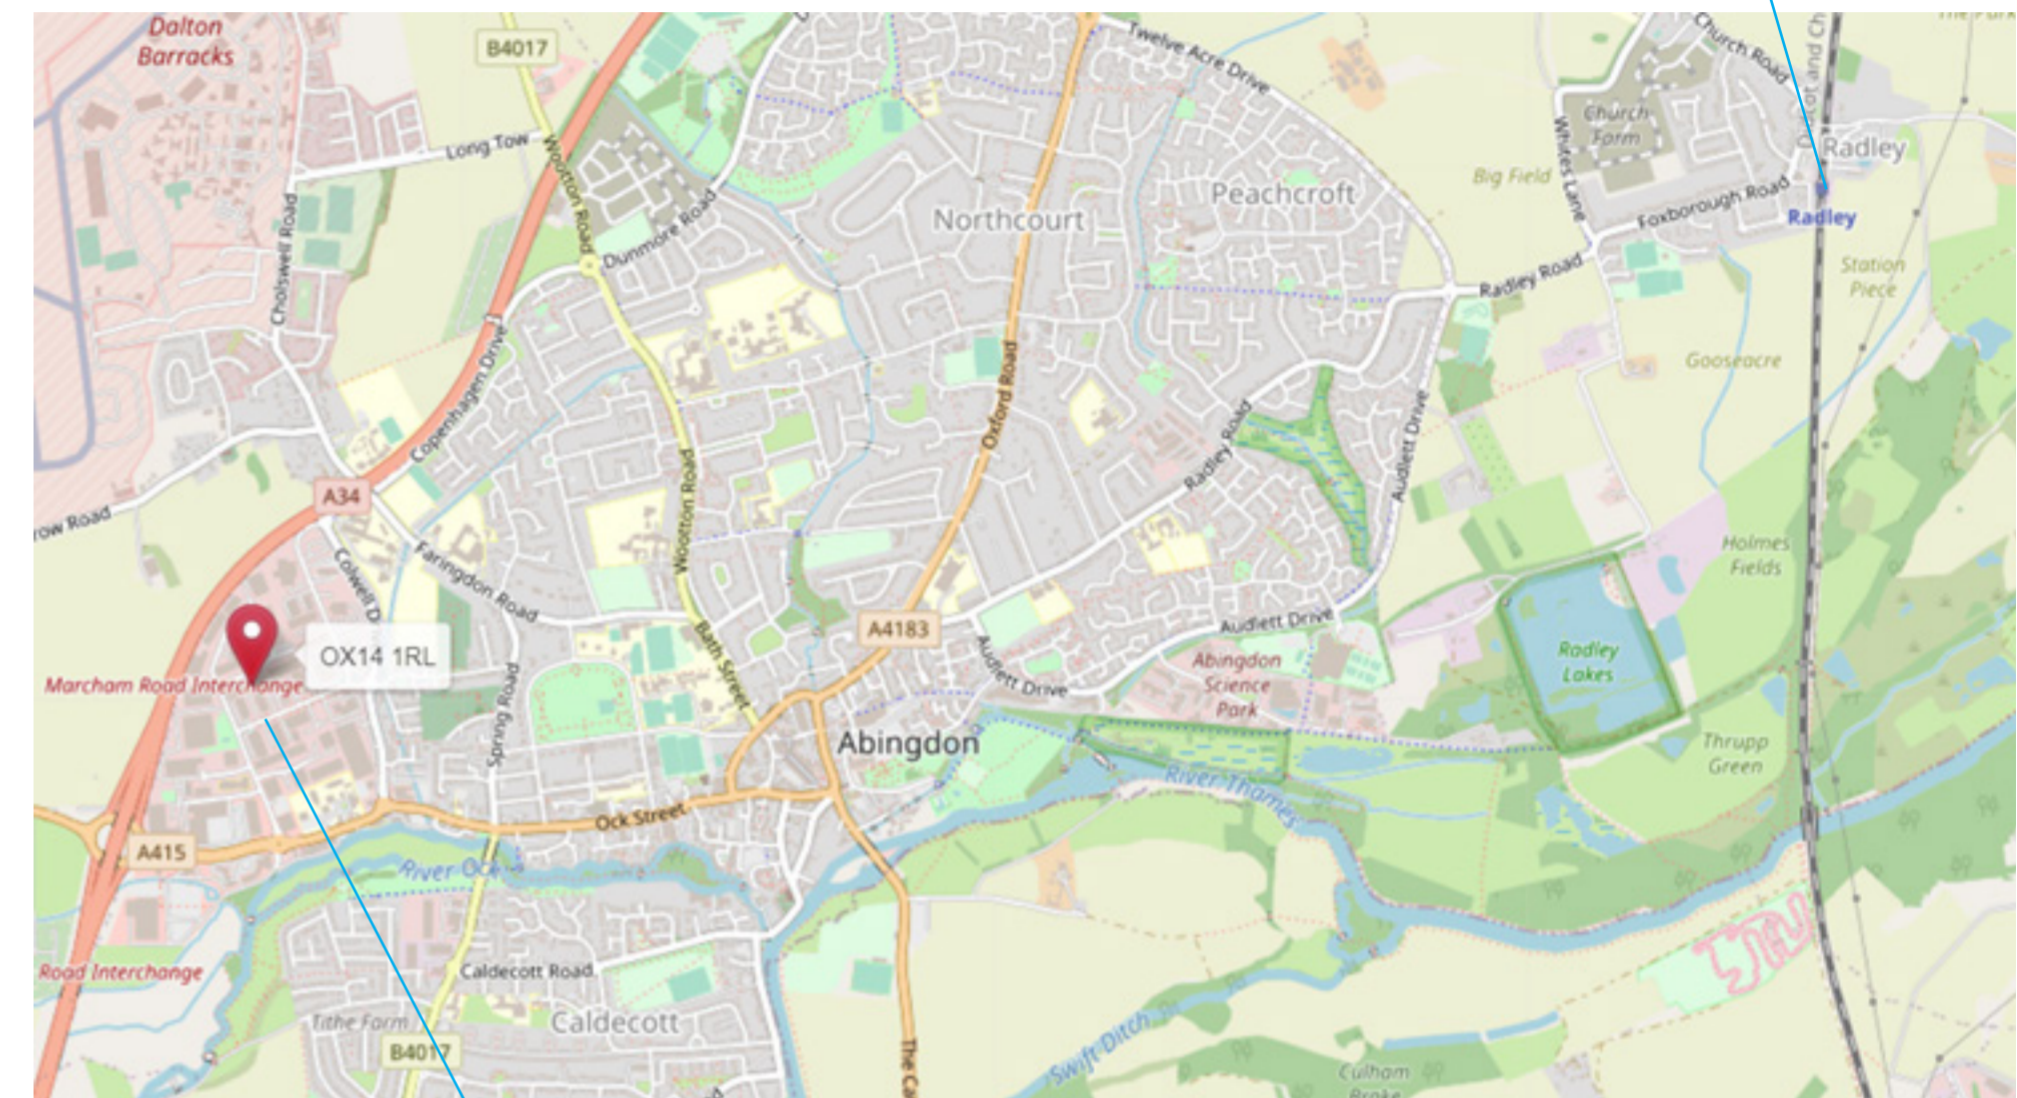 Dalton
Barracks
B4017
Twelve Acre Drive
Church Road
Church
Farm
Radley
Long Tow
Wootton Road
Whites Lane
Big Field
Peachcroft
Northcourt
Foxborough Road
Radley
Dunmore Road
Cholswell Road
Radley Road
Station
Piece
Copenhagen Drive
Oxford Road
Gooseacre
Radley Road
Audlett Drive
Wootton Road
A34
row Road
Holmes
Fields
Colwell D
Faringdon Road
A4183
Audlett Drive
OX14 1RL
Bath Street
Audlett Drive
Abingdon
Science
Park
Radley
Lakes
Marcham Road Interchange
Spring Road
Abingdon
Thrupp
Green
River Thames
Ock Street
A415
River Ock
Road Interchange
Caldecott Road
Tithe Farm
Caldecott
B4017
The Ca
Swift Ditch
Culham